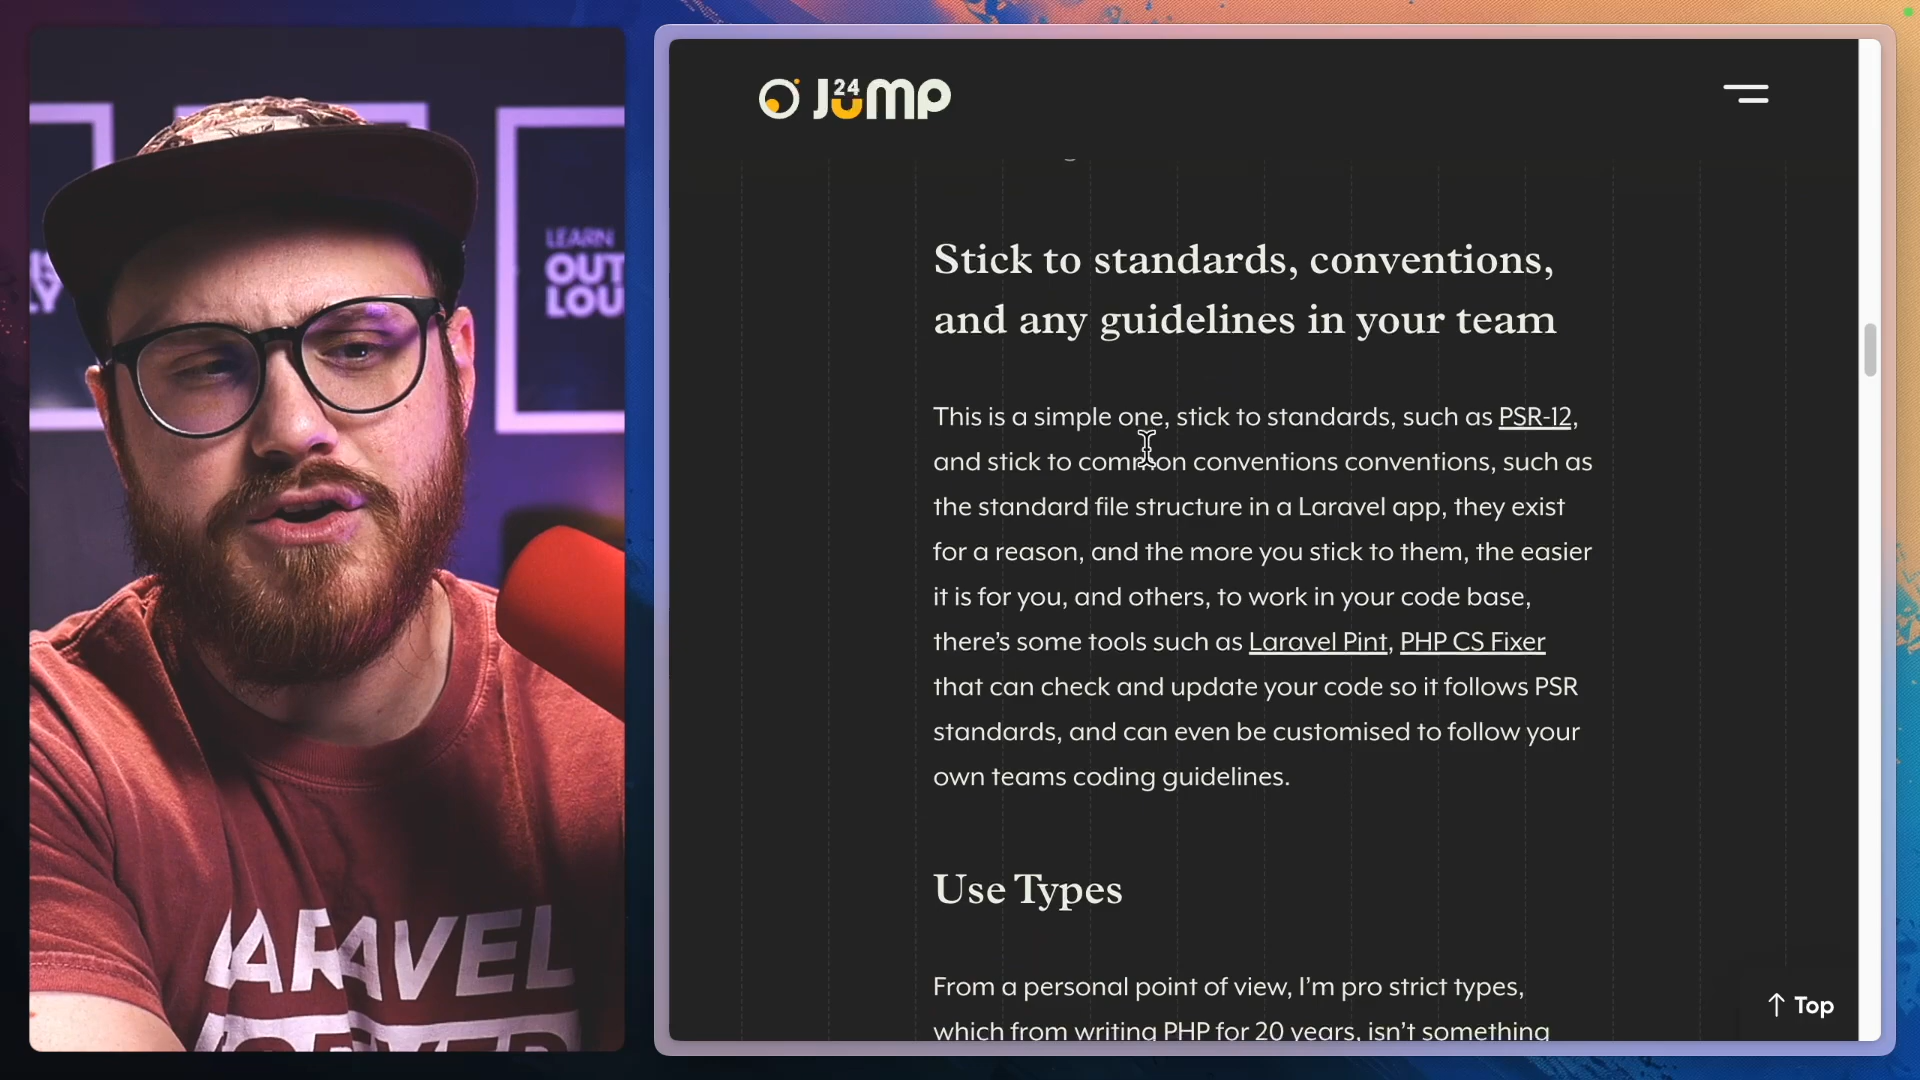 LEARN
OUT
LOU
LARAVEL
JUMP
24
Stick to standards, conventions,
and any guidelines in your team
This is a simple one, stick to standards, such as PSR-12,
and stick to common conventions conventions, such as
the standard file structure in a Laravel app, they exist
for a reason, and the more you stick to them, the easier
it is for you, and others, to work in your code base,
there’s some tools such as Laravel Pint, PHP CS Fixer
that can check and update your code so it follows PSR
standards, and can even be customised to follow your
own teams coding guidelines.
Use Types
From a personal point of view, I’m pro strict types,
which from writing PHP for 20 years, isn’t something
↑ Top